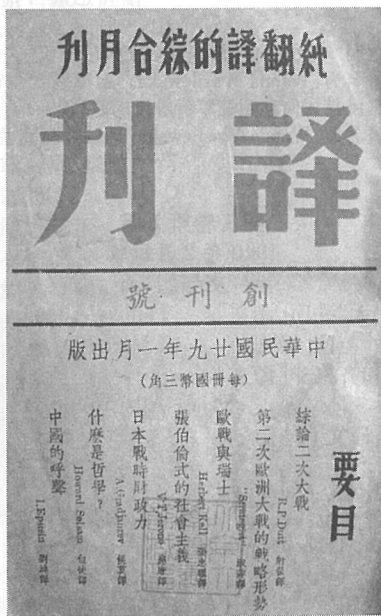 純翻譯的綜合月刊
譯刊
創刊號
中華民國廿九年一月出版
(每冊國幣三角)
要目
綜論二次大戰
R.P.Dutt
第二次歐洲大戰的戰略形勢
歐戰與瑞士
張伯倫式的社會主義
日本戰時財政力
什麼是哲學?
Howard Selsam
中國的呼聲
I.Epstein